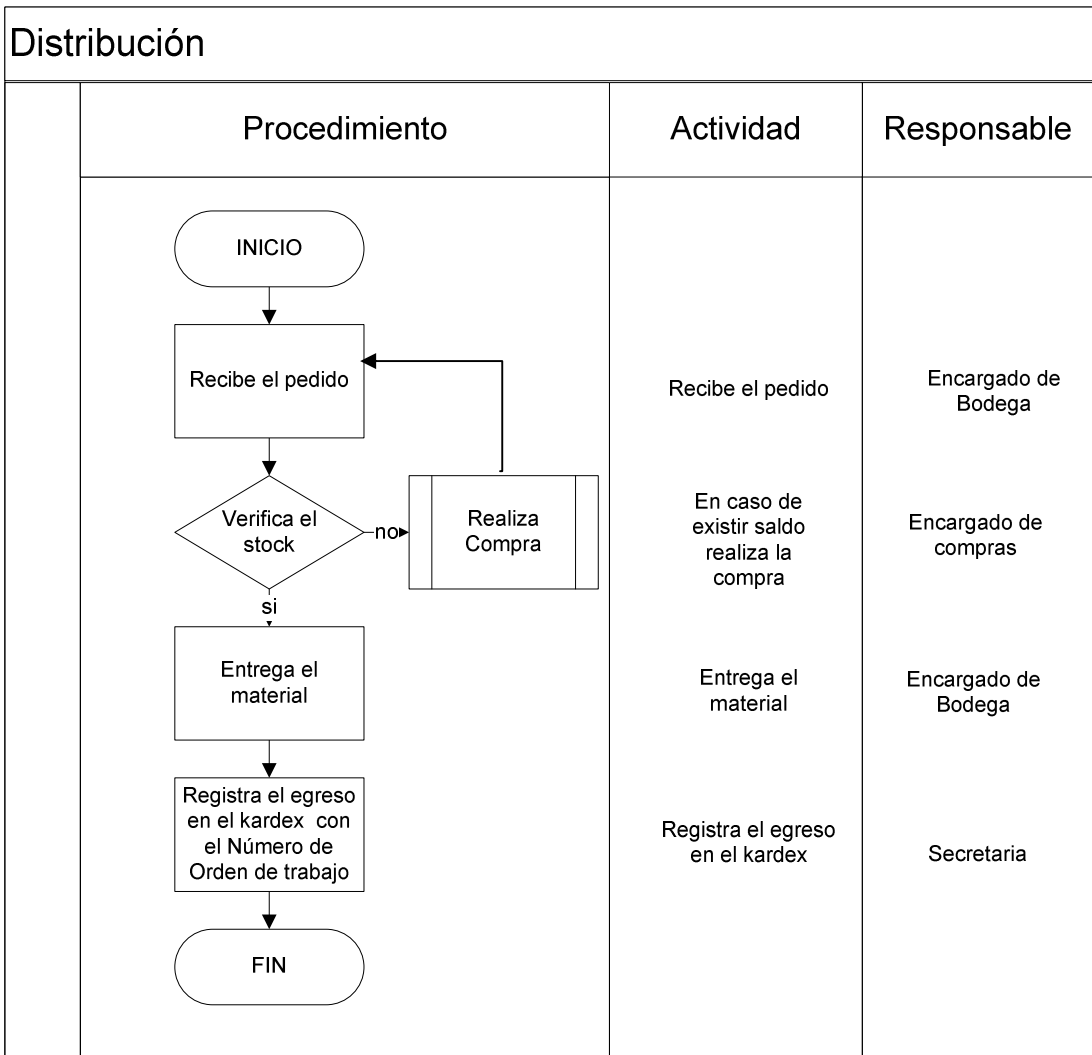 Distribución
Procedimiento
Actividad
Responsable
INICIO
Recibe el pedido
Recibe el pedido
Encargado de
Bodega
Verifica el
stock
no
Realiza
Compra
En caso de
existir saldo
realiza la
compra
Encargado de
compras
si
Entrega el
material
Entrega el
material
Encargado de
Bodega
Registra el egreso
en el kardex con
el Número de
Orden de trabajo
Registra el egreso
en el kardex
Secretaria
FIN